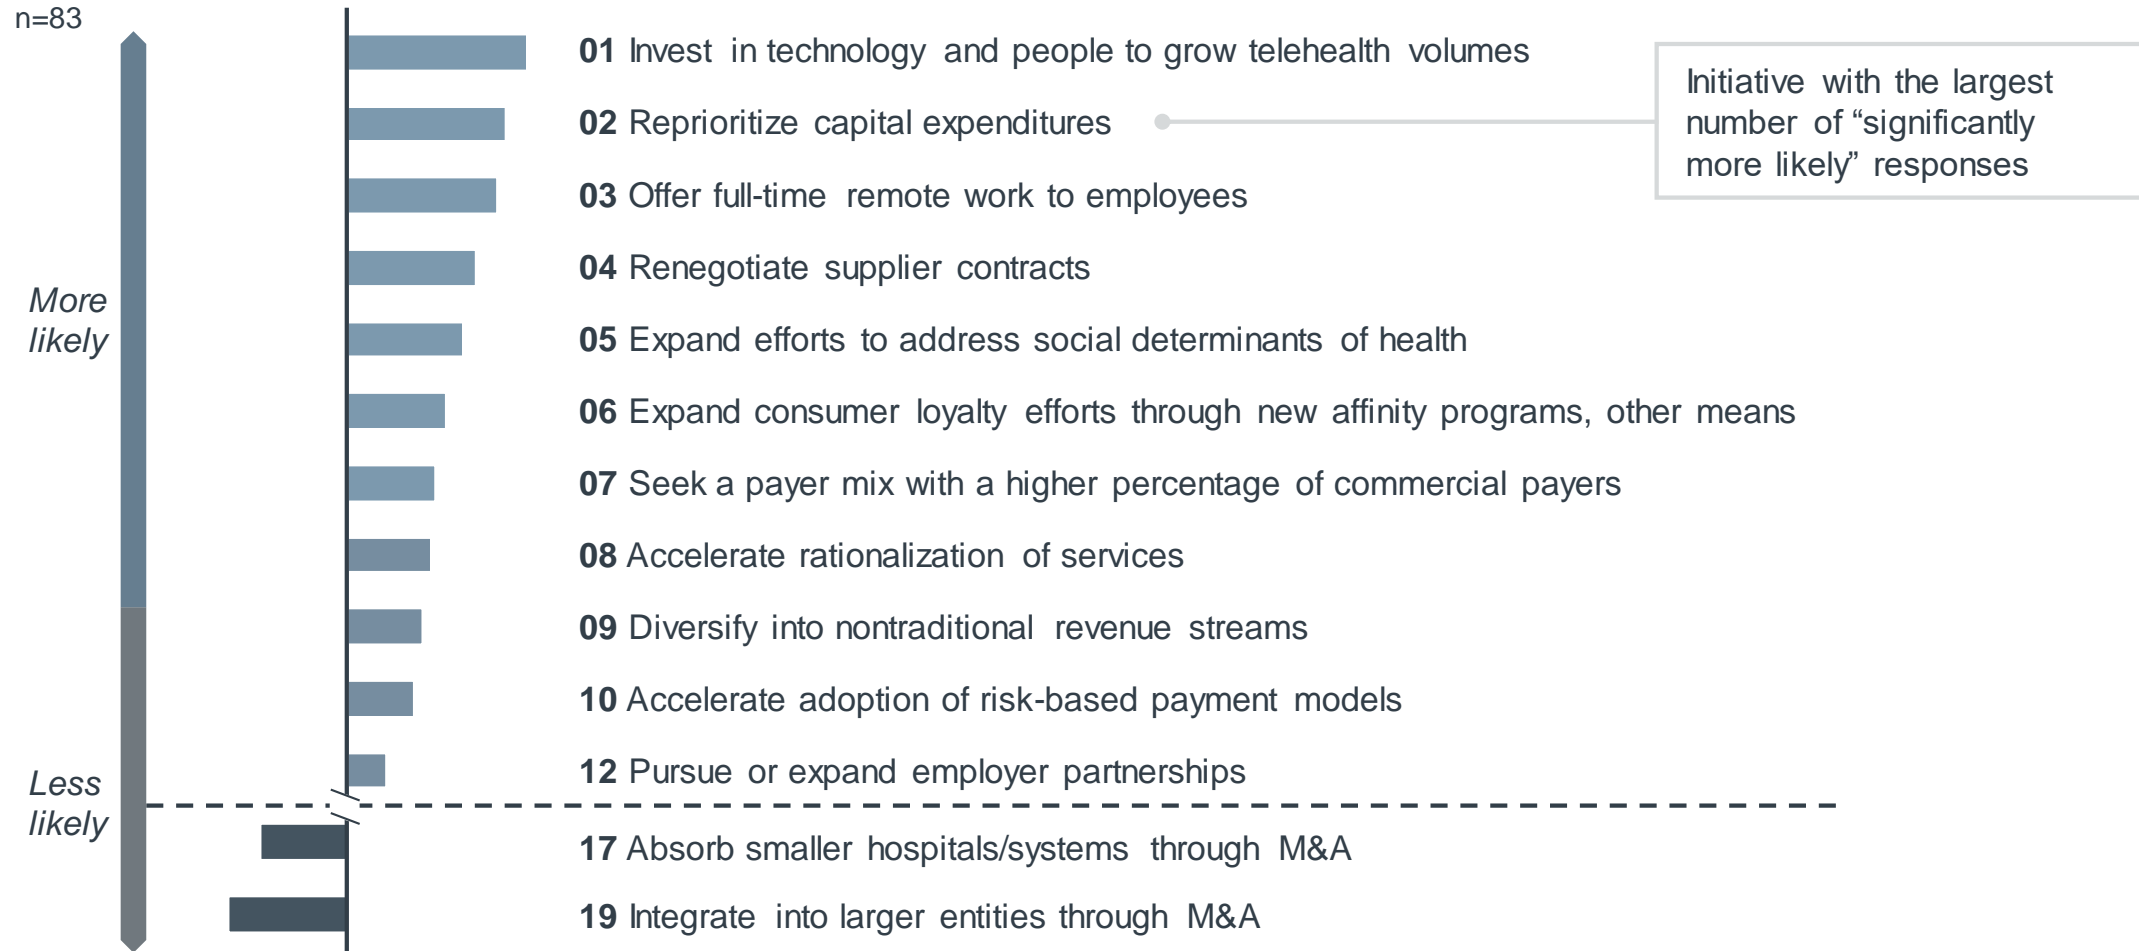 n=83
01 Invest in technology and people to grow telehealth volumes
02 Reprioritize capital expenditures
Initiative with the largest
number of “significantly
more likely” responses
03 Offer full-time remote work to employees
04 Renegotiate supplier contracts
More
likely
05 Expand efforts to address social determinants of health
06 Expand consumer loyalty efforts through new affinity programs, other means
07 Seek a payer mix with a higher percentage of commercial payers
08 Accelerate rationalization of services
09 Diversify into nontraditional revenue streams
10 Accelerate adoption of risk-based payment models
12 Pursue or expand employer partnerships
Less
likely
17 Absorb smaller hospitals/systems through M&A
19 Integrate into larger entities through M&A